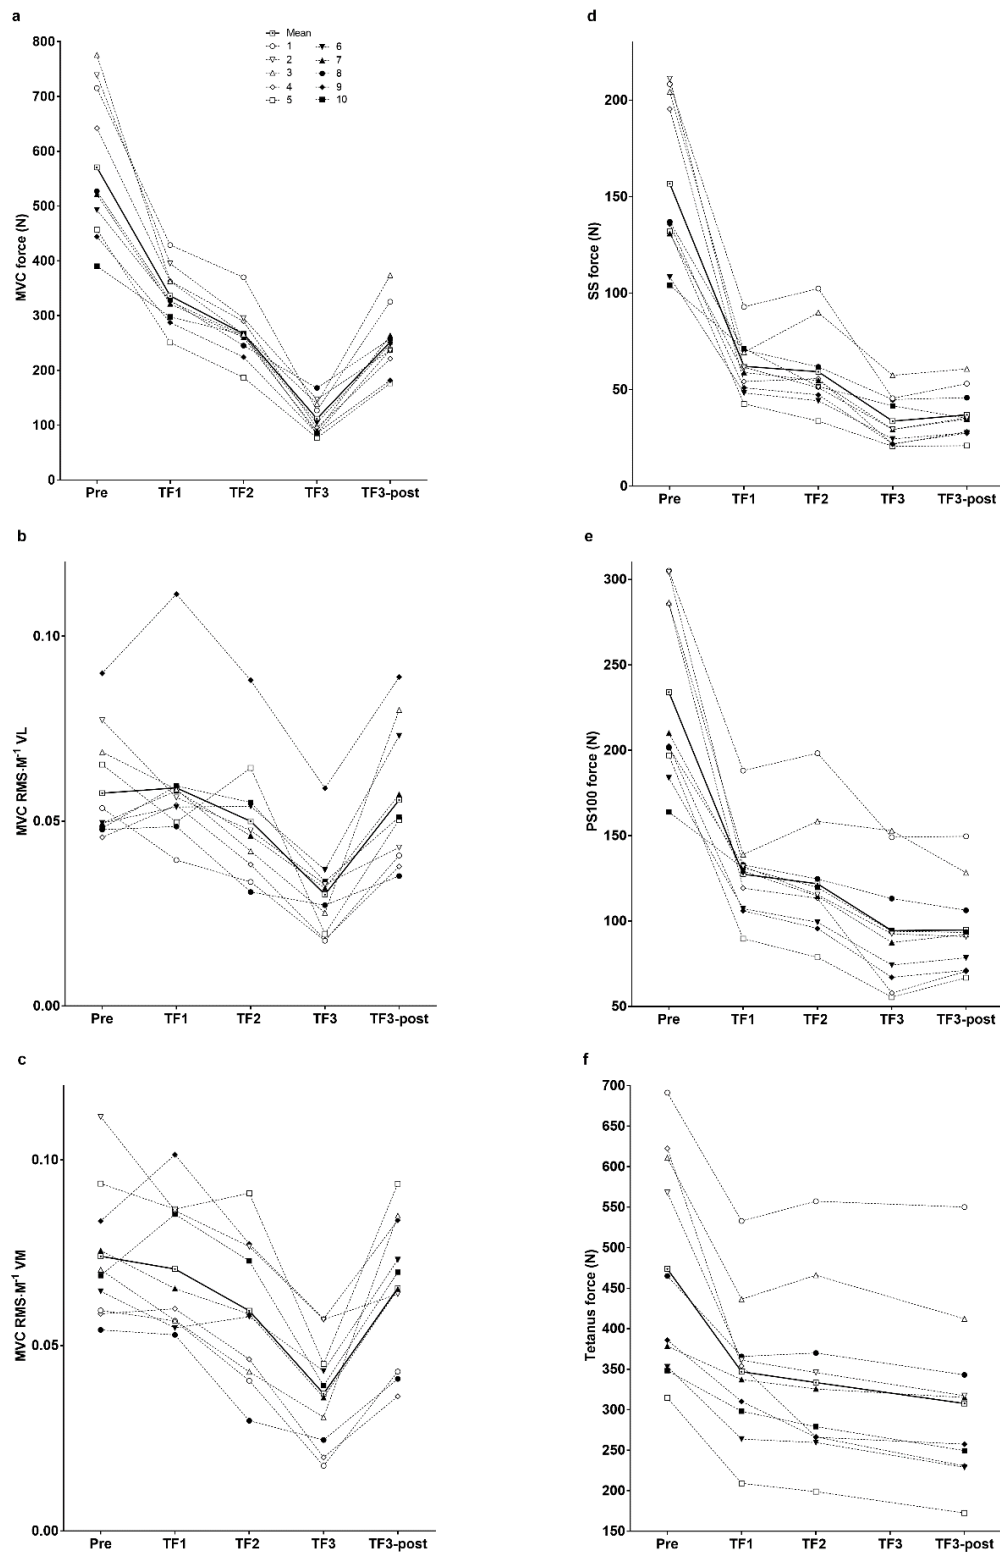 a
Mean
1
2
3
4
5
6
7
8
9
10
MVC force (N)
800
700
600
500
400
300
200
100
0
Pre TF1 TF2 TF3 TF3-post
b
MVC RMS·M⁻¹ VL
0.10
0.05
0.00
Pre TF1 TF2 TF3 TF3-post
c
MVC RMS·M⁻¹ VM
0.10
0.05
0.00
Pre TF1 TF2 TF3 TF3-post
d
SS force (N)
200
150
100
50
0
Pre TF1 TF2 TF3 TF3-post
e
PS100 force (N)
300
250
200
150
100
50
Pre TF1 TF2 TF3 TF3-post
f
Tetanus force (N)
700
650
600
550
500
450
400
350
300
250
200
150
Pre TF1 TF2 TF3 TF3-post